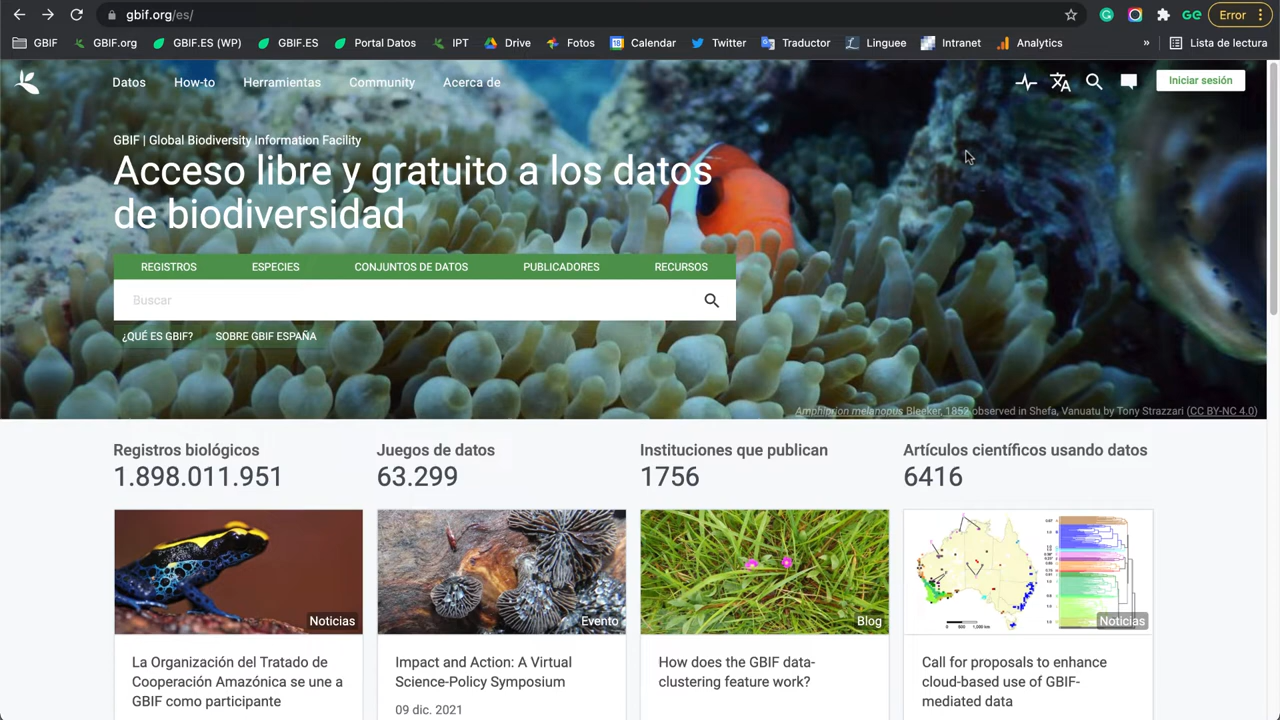 gbif.org/es/
Error
GBIF GBIF.org GBIF.ES (WP) GBIF.ES Portal Datos IPT Drive Fotos Calendar Twitter Traductor Linguee Intranet Analytics » Lista de lectura
Datos How-to Herramientas Community Acerca de
Iniciar sesión
GBIF | Global Biodiversity Information Facility
Acceso libre y gratuito a los datos
de biodiversidad
REGISTROS ESPECIES CONJUNTOS DE DATOS PUBLICADORES RECURSOS
Buscar
¿QUÉ ES GBIF? SOBRE GBIF ESPAÑA
Amphiprion melanopus Bleeker, 1852 observed in Shefa, Vanuatu by Tony Strazzari (CC BY-NC 4.0)
Registros biológicos
1.898.011.951
Juegos de datos
63.299
Instituciones que publican
1756
Artículos científicos usando datos
6416
Noticias
La Organización del Tratado de
Cooperación Amazónica se une a
GBIF como participante
Evento
Impact and Action: A Virtual
Science-Policy Symposium
09 dic. 2021
Blog
How does the GBIF data-
clustering feature work?
Noticias
Call for proposals to enhance
cloud-based use of GBIF-
mediated data